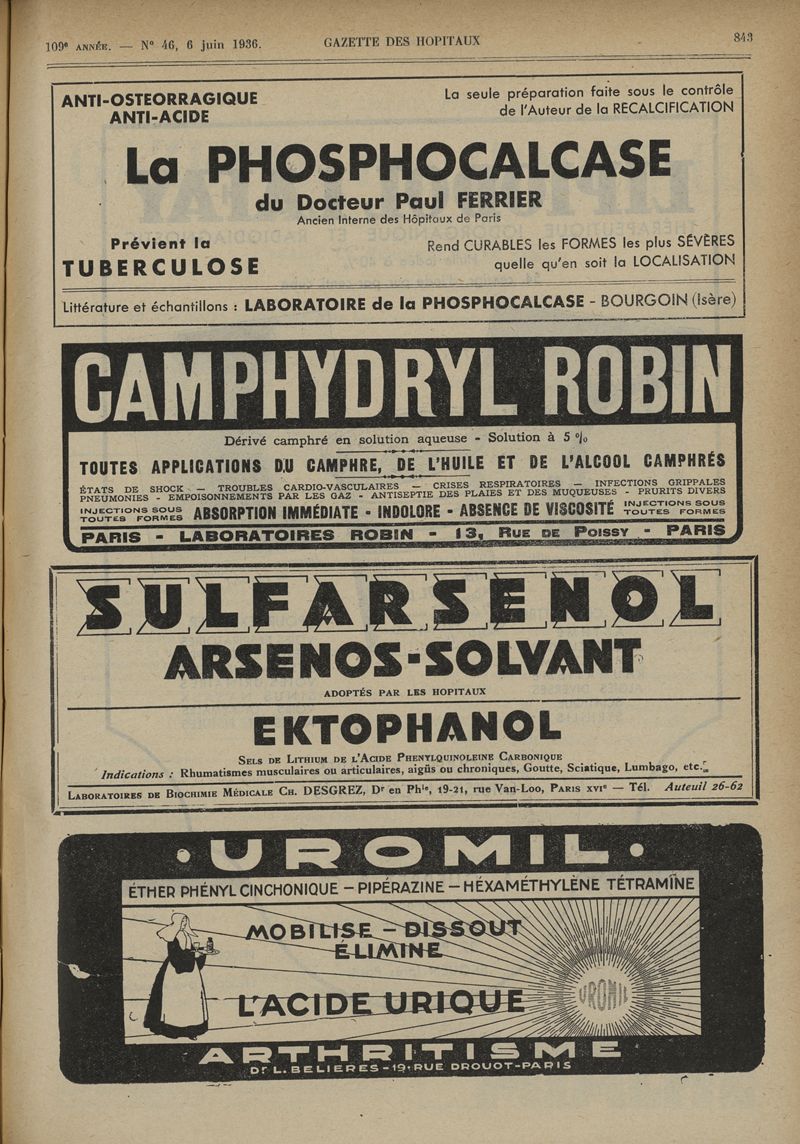 109e ANNÉE. — N° 46, 6 juin 1936.
GAZETTE DES HOPITAUX
843
ANTI-OSTEORRAGIQUE
ANTI-ACIDE
La seule préparation faite sous le contrôle
de l'Auteur de la RECALCIFICATION
La PHOSPHOCALCASE
du Docteur Paul FERRIER
Ancien Interne des Hôpitaux de Paris
Prévient la
TUBERCULOSE
Rend CURABLES les FORMES les plus SÉVÈRES
quelle qu'en soit la LOCALISATION
Littérature et échantillons : LABORATOIRE de la PHOSPHOCALCASE - BOURGOIN (Isère)
CAMPHYDRYL ROBIN
Dérivé camphré en solution aqueuse - Solution à 5 %
TOUTES APPLICATIONS DU CAMPHRE, DE L'HUILE ET DE L'ALCOOL CAMPHRÉS
ÉTATS DE SHOCK — TROUBLES CARDIO-VASCULAIRES — CRISES RESPIRATOIRES — INFECTIONS GRIPPALES
PNEUMONIES - EMPOISONNEMENTS PAR LES GAZ - ANTISEPTIE DES PLAIES ET DES MUQUEUSES - PRURITS DIVERS
INJECTIONS SOUS
TOUTES FORMES
ABSORPTION IMMÉDIATE - INDOLORE - ABSENCE DE VISCOSITÉ
INJECTIONS SOUS
TOUTES FORMES
PARIS - LABORATOIRES ROBIN - 13, RUE DE POISSY - PARIS
SULFARSENOL
ARSENOS-SOLVANT
ADOPTÉS PAR LES HOPITAUX
EKTOPHANOL
SELS DE LITHIUM DE L'ACIDE PHENYLQUINOLEINE CARBONIQUE
Indications : Rhumatismes musculaires ou articulaires, aigüs ou chroniques, Goutte, Sciatique, Lumbago, etc.
LABORATOIRES DE BIOCHIMIE MÉDICALE CH. DESGREZ, Dr en Phie, 19-21, rue Van-Loo, PARIS XVIe — Tél. Auteuil 26-62
• UROMIL •
ÉTHER PHÉNYL CINCHONIQUE — PIPÉRAZINE — HÉXAMÉTHYLÈNE TÉTRAMÏNE
MOBILISE - DISSOUT
ÉLIMINE
L'ACIDE URIQUE
UROMIL
ARTHRITISME
Dr L. BELIERES - 19, RUE DROUOT - PARIS